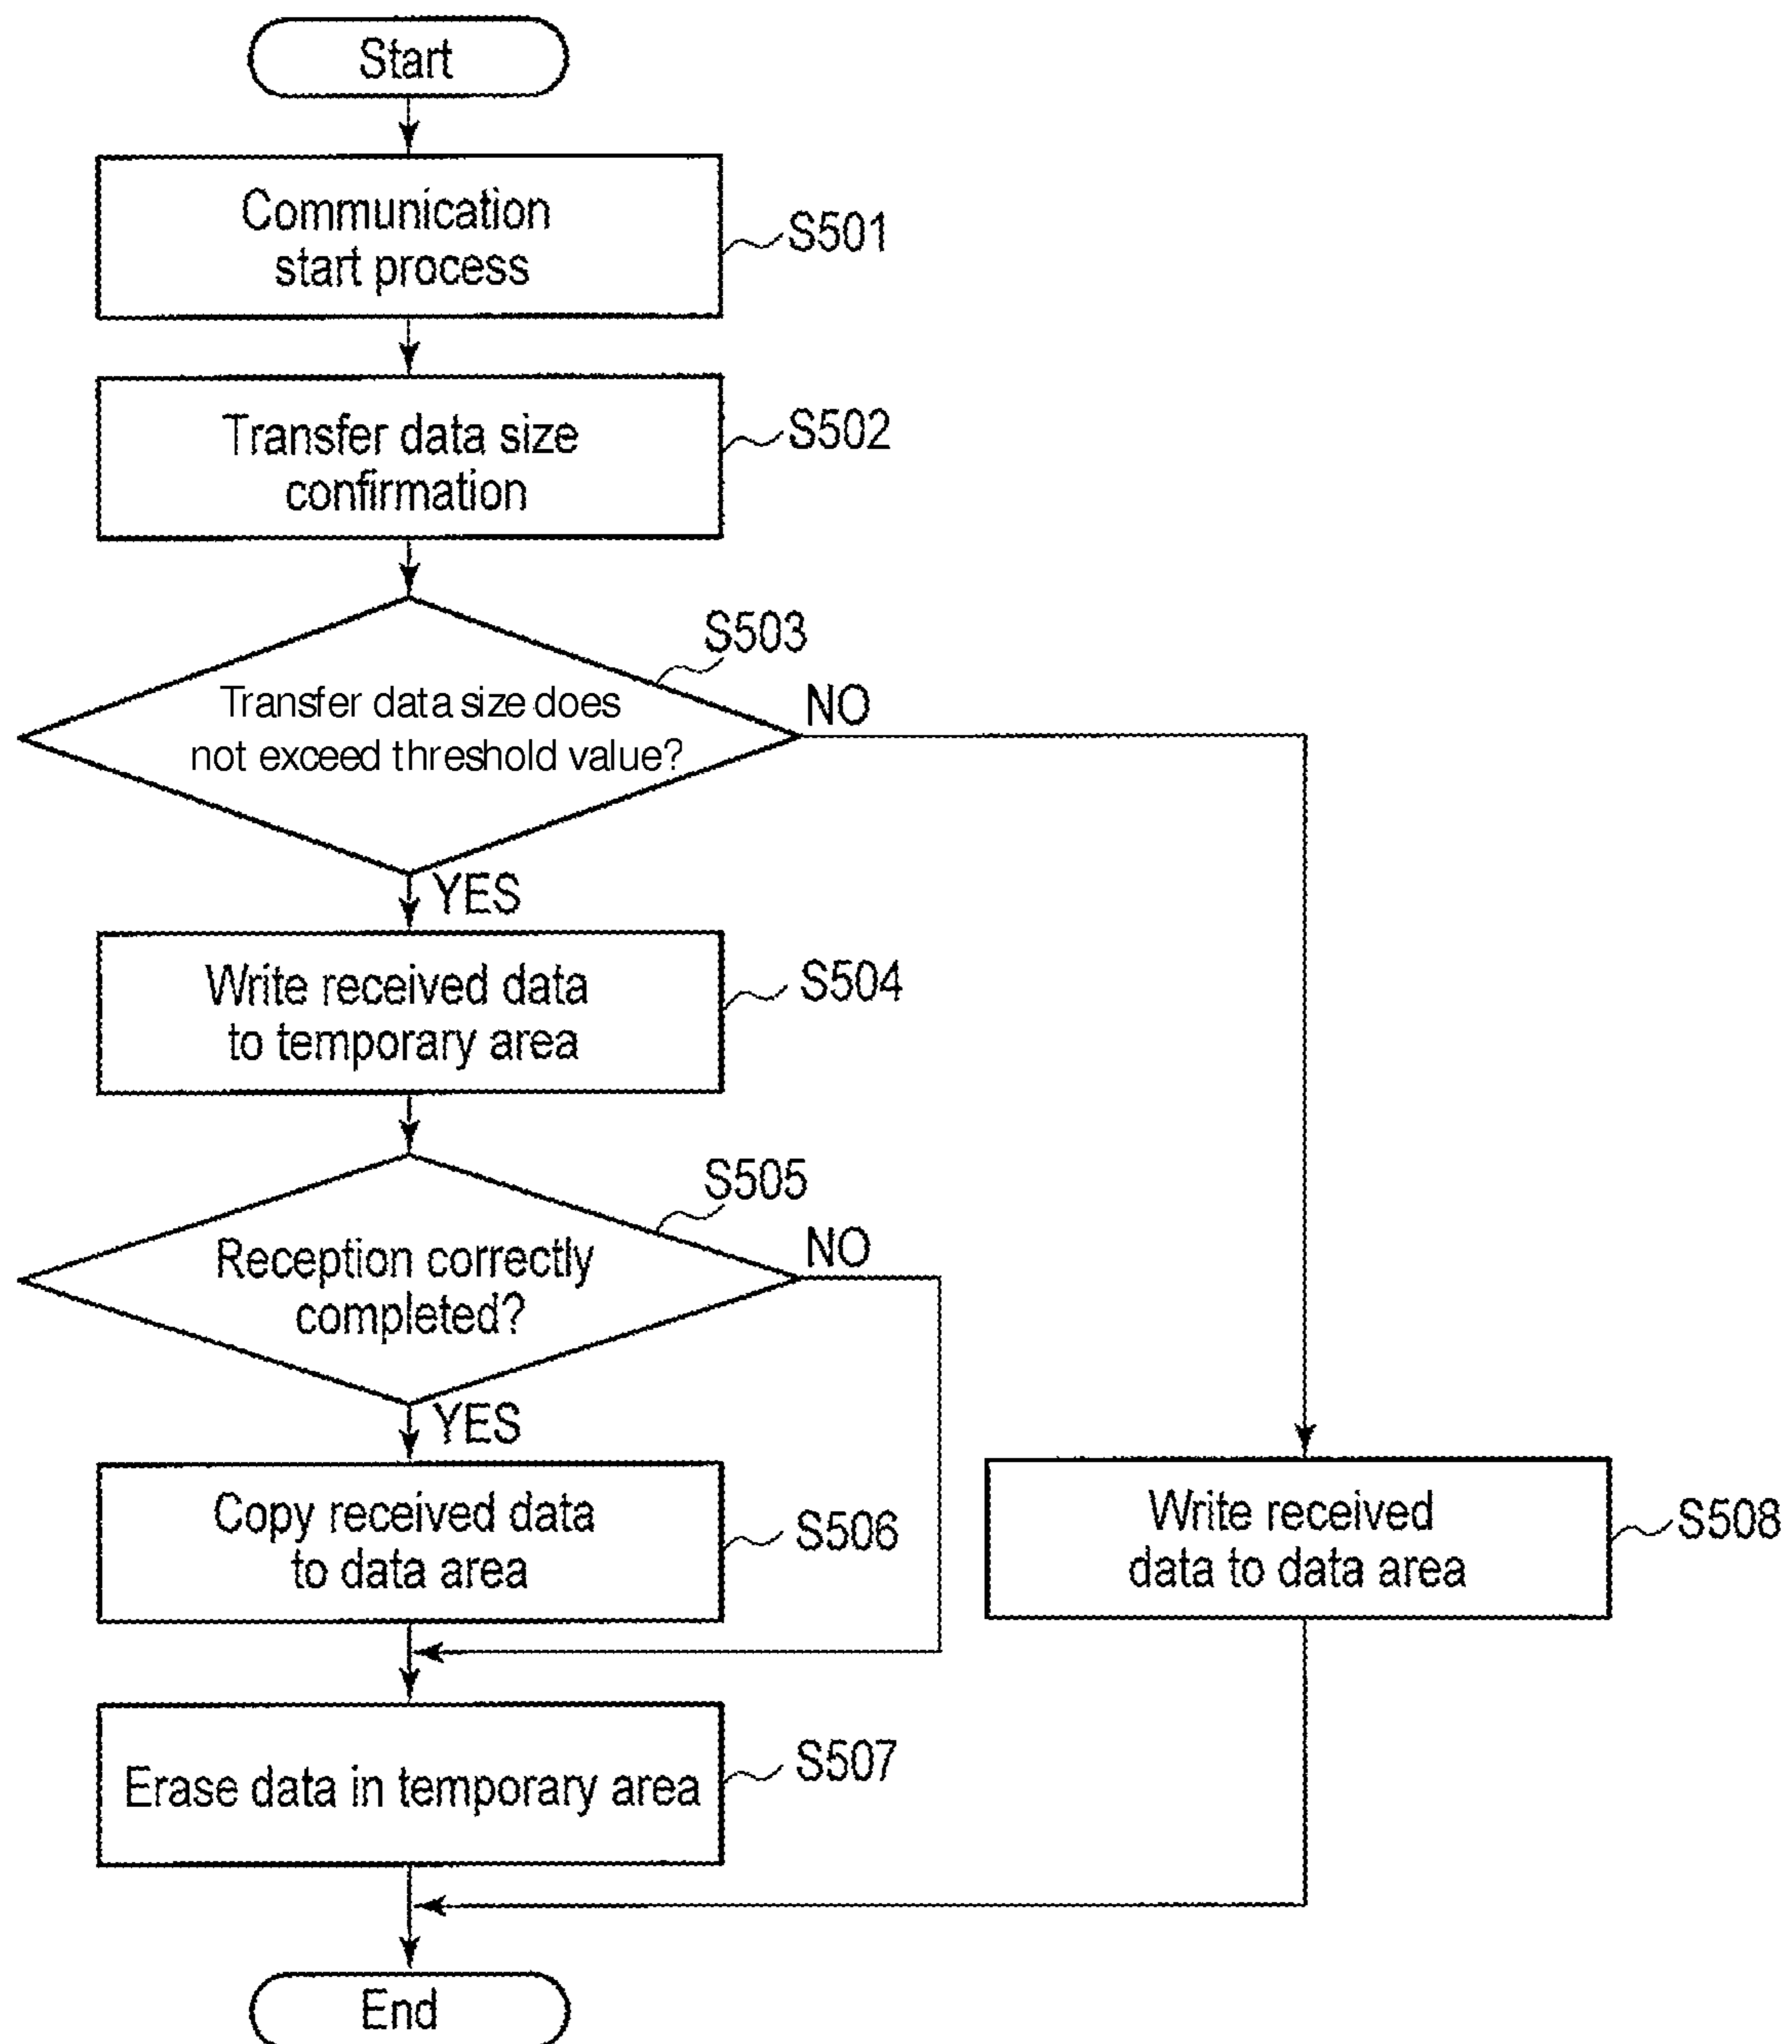 Start
Communication
start process
S501
Transfer data size
confirmation
S502
S503
Transfer data size does
not exceed threshold value?
NO
YES
Write received data
to temporary area
S504
S505
Reception correctly
completed?
NO
YES
Copy received data
to data area
S506
Write received
data to data area
S508
Erase data in temporary area
S507
End